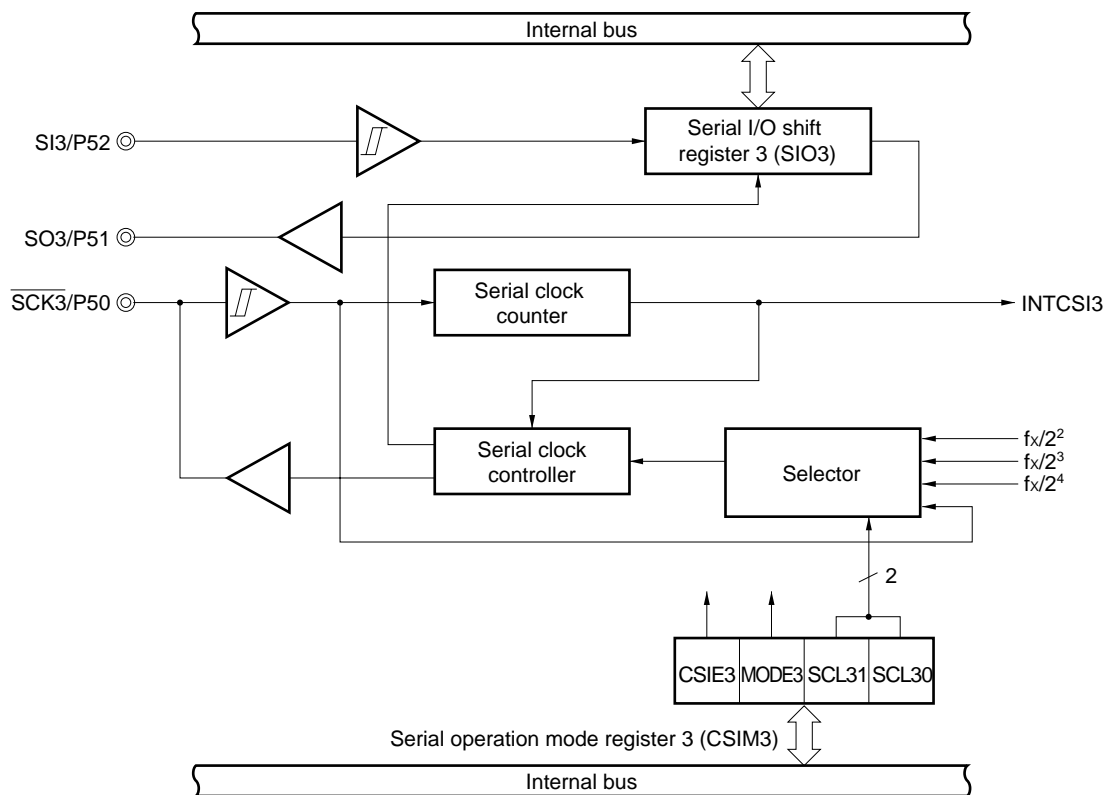 Internal bus
SI3/P52
Serial I/O shift
register 3 (SIO3)
SO3/P51
SCK3/P50
Serial clock
counter
INTCSI3
Serial clock
controller
Selector
fx/2²
fx/2³
fx/2⁴
2
CSIE3 MODE3 SCL31 SCL30
Serial operation mode register 3 (CSIM3)
Internal bus